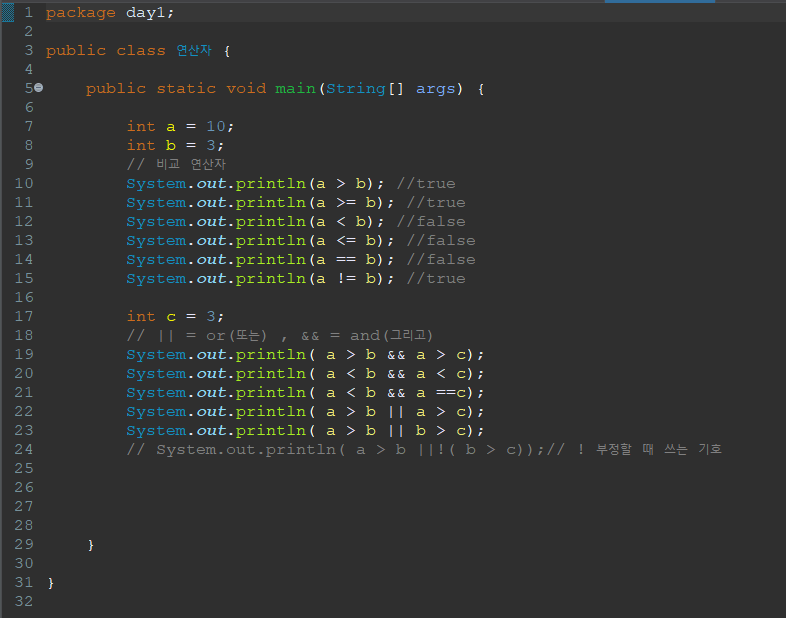 1 package day1;
2
3 public class 연산자 {
4
5 public static void main(String[] args) {
6
7 int a = 10;
8 int b = 3;
9 // 비교 연산자
10 System.out.println(a > b); //true
11 System.out.println(a >= b); //true
12 System.out.println(a < b); //false
13 System.out.println(a <= b); //false
14 System.out.println(a == b); //false
15 System.out.println(a != b); //true
16
17 int c = 3;
18 // || = or(또는) , && = and(그리고)
19 System.out.println( a > b && a > c);
20 System.out.println( a < b && a < c);
21 System.out.println( a < b && a ==c);
22 System.out.println( a > b || a > c);
23 System.out.println( a > b || b > c);
24 // System.out.println( a > b ||!( b > c));// ! 부정할 때 쓰는 기호
25
26
27
28
29 }
30
31 }
32